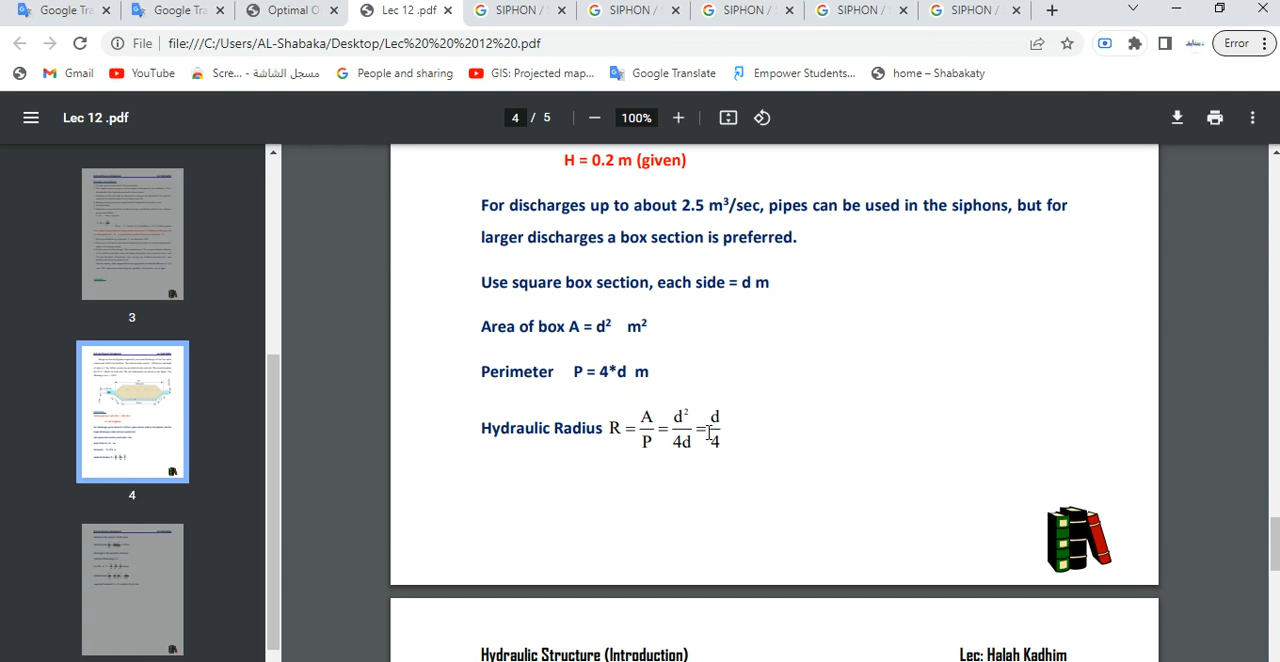 Google Tra
Google Tra
Optimal O
Lec 12 .pdf
SIPHON /
SIPHON /
SIPHON /
SIPHON /
SIPHON /
File
file:///C:/Users/AL-Shabaka/Desktop/Lec%20%20%2012%20.pdf
Error
Gmail
YouTube
Scre... - مسجل الشاشة
People and sharing
GIS: Projected map...
Google Translate
Empower Students...
home – Shabakaty
Lec 12 .pdf
4 / 5
100%
3
4
H = 0.2 m (given)
For discharges up to about 2.5 m³/sec, pipes can be used in the siphons, but for
larger discharges a box section is preferred.
Use square box section, each side = d m
Area of box A = d² m²
Perimeter P = 4*d m
Hydraulic Radius R = A/P = d²/4d = d/4
Hydraulic Structure (Introduction)
Lec: Halah Kadhim